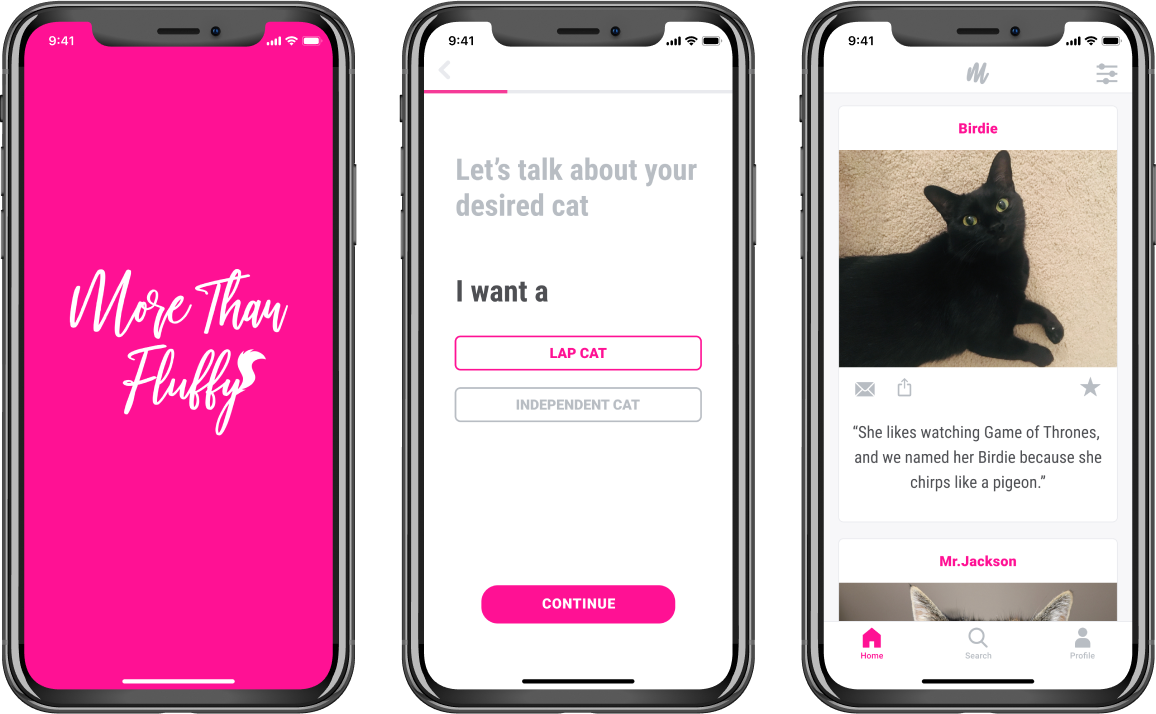 9:41
More Than
Fluffy
9:41
Let’s talk about your
desired cat
I want a
LAP CAT
INDEPENDENT CAT
CONTINUE
9:41
M
Birdie
“She likes watching Game of Thrones,
and we named her Birdie because she
chirps like a pigeon.”
Mr.Jackson
Home
Search
Profile